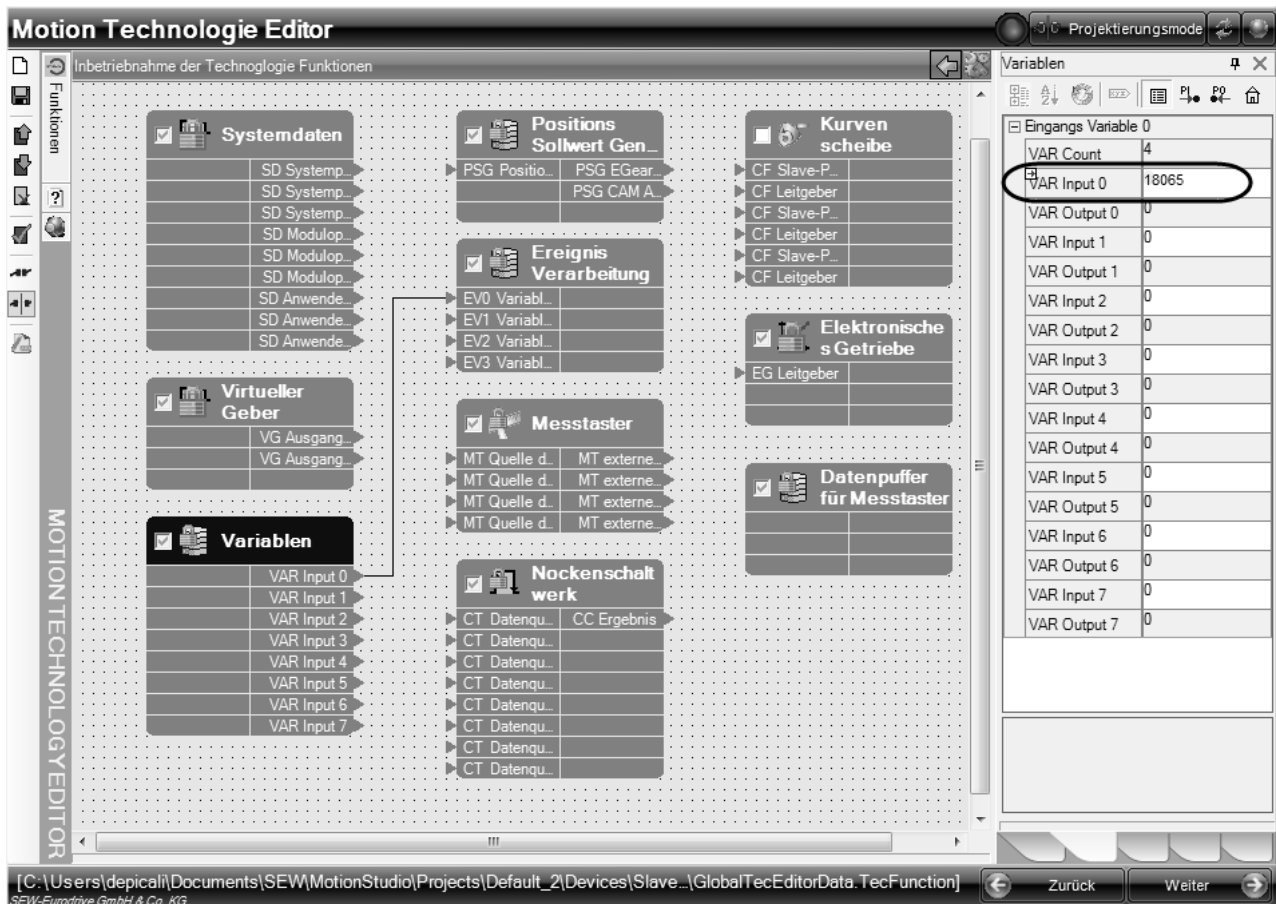 Motion Technologie Editor
Projektierungsmode
Funktionen
MOTION TECHNOLOGY EDITOR
Inbetriebnahme der Technoglogie Funktionen
Systemdaten
SD Systemp...
SD Systemp...
SD Systemp...
SD Modulop...
SD Modulop...
SD Modulop...
SD Anwende...
SD Anwende...
SD Anwende...
Virtueller
Geber
VG Ausgang...
VG Ausgang...
Variablen
VAR Input 0
VAR Input 1
VAR Input 2
VAR Input 3
VAR Input 4
VAR Input 5
VAR Input 6
VAR Input 7
Positions
Sollwert Gen...
PSG Positio... PSG EGear...
PSG CAM A...
Ereignis
Verarbeitung
EV0 Variabl...
EV1 Variabl...
EV2 Variabl...
EV3 Variabl...
Messtaster
MT Quelle d... MT externe...
MT Quelle d... MT externe...
MT Quelle d... MT externe...
MT Quelle d... MT externe...
Nockenschalt
werk
CT Datenqu... CC Ergebnis
CT Datenqu...
CT Datenqu...
CT Datenqu...
CT Datenqu...
CT Datenqu...
CT Datenqu...
CT Datenqu...
Kurven
scheibe
CF Slave-P...
CF Leitgeber
CF Slave-P...
CF Leitgeber
CF Slave-P...
CF Leitgeber
Elektronische
s Getriebe
EG Leitgeber
Datenpuffer
für Messtaster
Variablen
Eingangs Variable 0
VAR Count 4
VAR Input 0 18065
VAR Output 0 0
VAR Input 1 0
VAR Output 1 0
VAR Input 2 0
VAR Output 2 0
VAR Input 3 0
VAR Output 3 0
VAR Input 4 0
VAR Output 4 0
VAR Input 5 0
VAR Output 5 0
VAR Input 6 0
VAR Output 6 0
VAR Input 7 0
VAR Output 7 0
[C:\Users\depicali\Documents\SEW\MotionStudio\Projects\Default_2\Devices\Slave...\GlobalTecEditorData.TecFunction]
Zurück
Weiter
SEW-Eurodrive GmbH & Co. KG